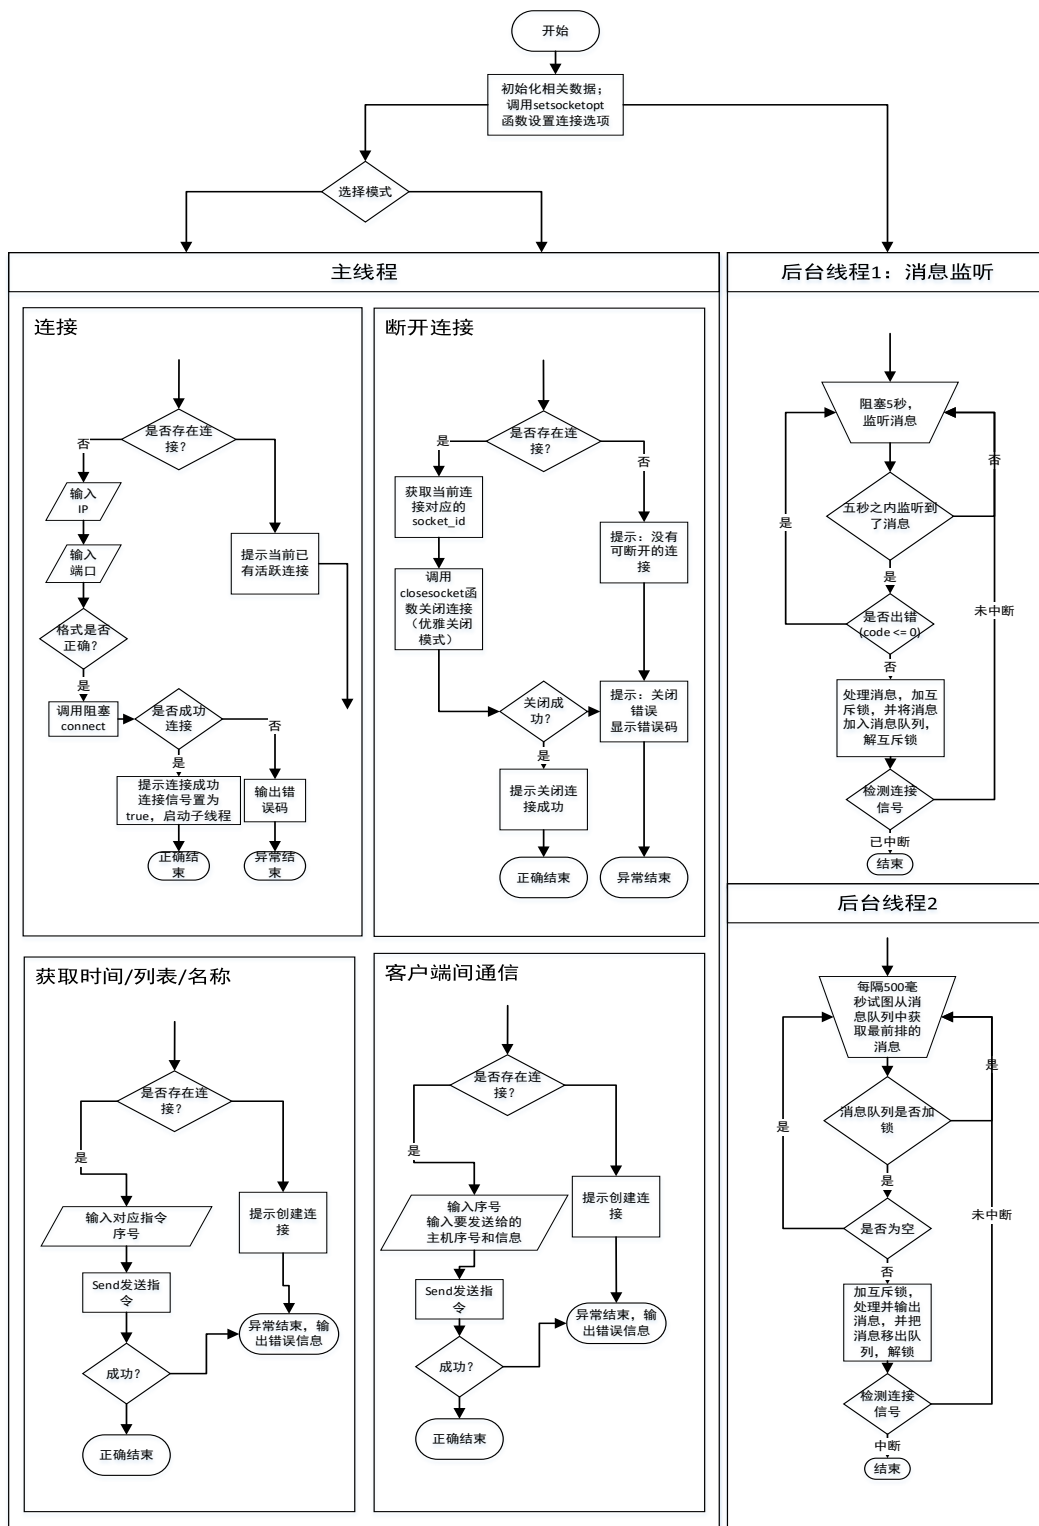 开始
初始化相关数据；
调用setsocketopt
函数设置连接选项
选择模式
主线程
连接
是否存在连
接？
否
输入
IP
输入
端口
提示当前已
有活跃连接
格式是否
正确？
是
调用阻塞
connect
是否成功
连接
否
是
提示连接成功
连接信号置为
true，启动子线程
输出错
误码
正确结
束
异常结
束
断开连接
是否存在连
接？
是
否
获取当前连
接对应的
socket_id
提示：没有
可断开的连
接
调用
closesocket函
数关闭连接
（优雅关闭
模式）
关闭成
功？
提示：关闭
错误
显示错误码
是
提示关闭连
接成功
正确结束
异常结束
获取时间/列表/名称
是否存在连
接？
是
输入对应指令
序号
提示创建连
接
Send发送指
令
异常结束，输
出错误信息
成功？
正确结束
客户端间通信
是否存在连
接？
是
输入序号
输入要发送给的
主机序号和信息
提示创建连
接
Send发送指
令
异常结束，输
出错误信息
成功？
正确结束
后台线程1：消息监听
阻塞5秒，
监听消息
否
五秒之内监听到
了消息
是
是
是否出错
(code <= 0)
未中断
否
处理消息，加互
斥锁，并将消息
加入消息队列，
解互斥锁
检测连接
信号
已中断
结束
后台线程2
每隔500毫
秒试图从消
息队列中获
取最前排的
消息
是
消息队列是否加
锁
是
是
是否为空
未中断
否
加互斥锁，
处理并输出
消息，并把
消息移出队
列，解锁
检测连接
信号
中断
结束